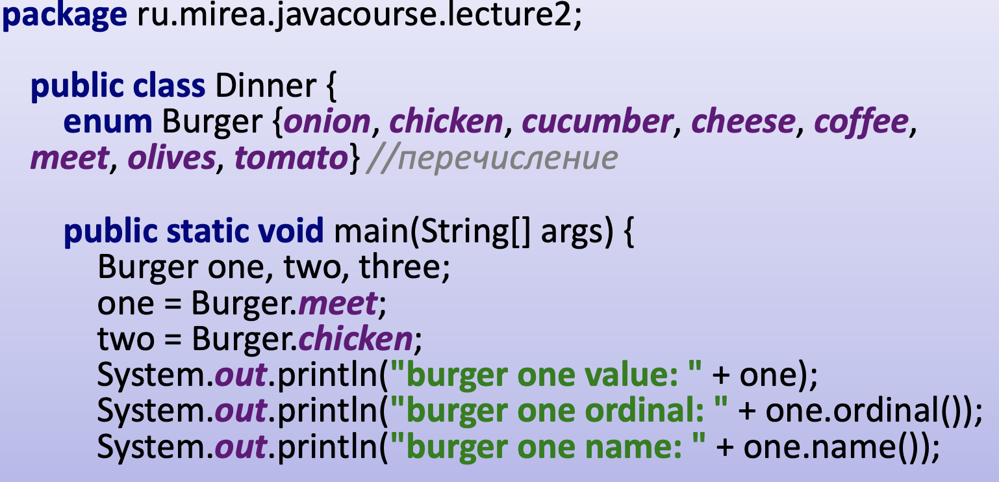 package ru.mirea.javacourse.lecture2;
public class Dinner {
enum Burger {onion, chicken, cucumber, cheese, coffee,
meet, olives, tomato} //перечисление
public static void main(String[] args) {
Burger one, two, three;
one = Burger.meet;
two = Burger.chicken;
System.out.println("burger one value: " + one);
System.out.println("burger one ordinal: " + one.ordinal());
System.out.println("burger one name: " + one.name());